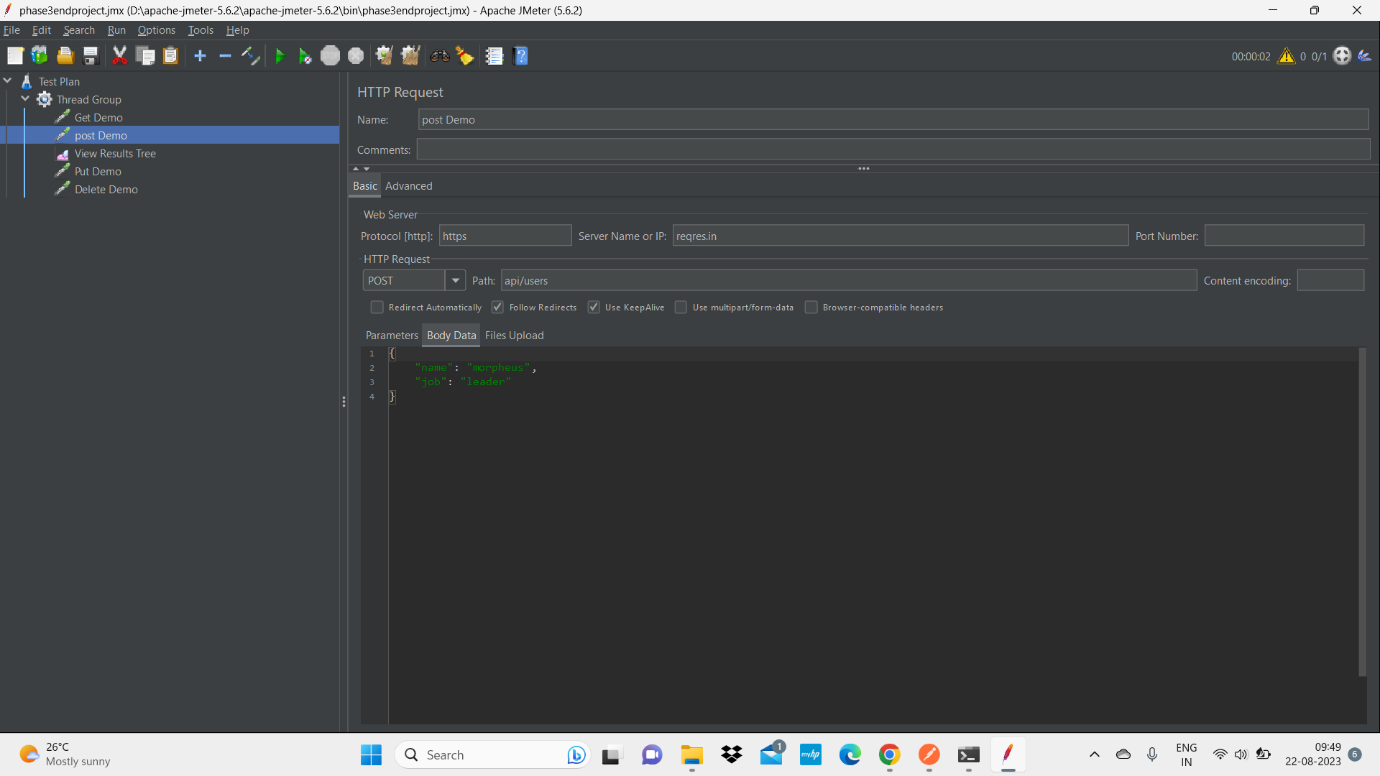 phase3endproject.jmx (D:\apache-jmeter-5.6.2\apache-jmeter-5.6.2\bin\phase3endproject.jmx) - Apache JMeter (5.6.2)
File Edit Search Run Options Tools Help
00:00:02 0 0/1
Test Plan
Thread Group
Get Demo
post Demo
View Results Tree
Put Demo
Delete Demo
HTTP Request
Name: post Demo
Comments:
Basic Advanced
Web Server
Protocol [http]: https Server Name or IP: reqres.in Port Number:
HTTP Request
POST Path: api/users Content encoding:
Redirect Automatically Follow Redirects Use KeepAlive Use multipart/form-data Browser-compatible headers
Parameters Body Data Files Upload
1 {
2 "name": "morpheus",
3 "job": "leader"
4 }
26°C
Mostly sunny
Search
1
myhp
ENG
IN
09:49
22-08-2023
6